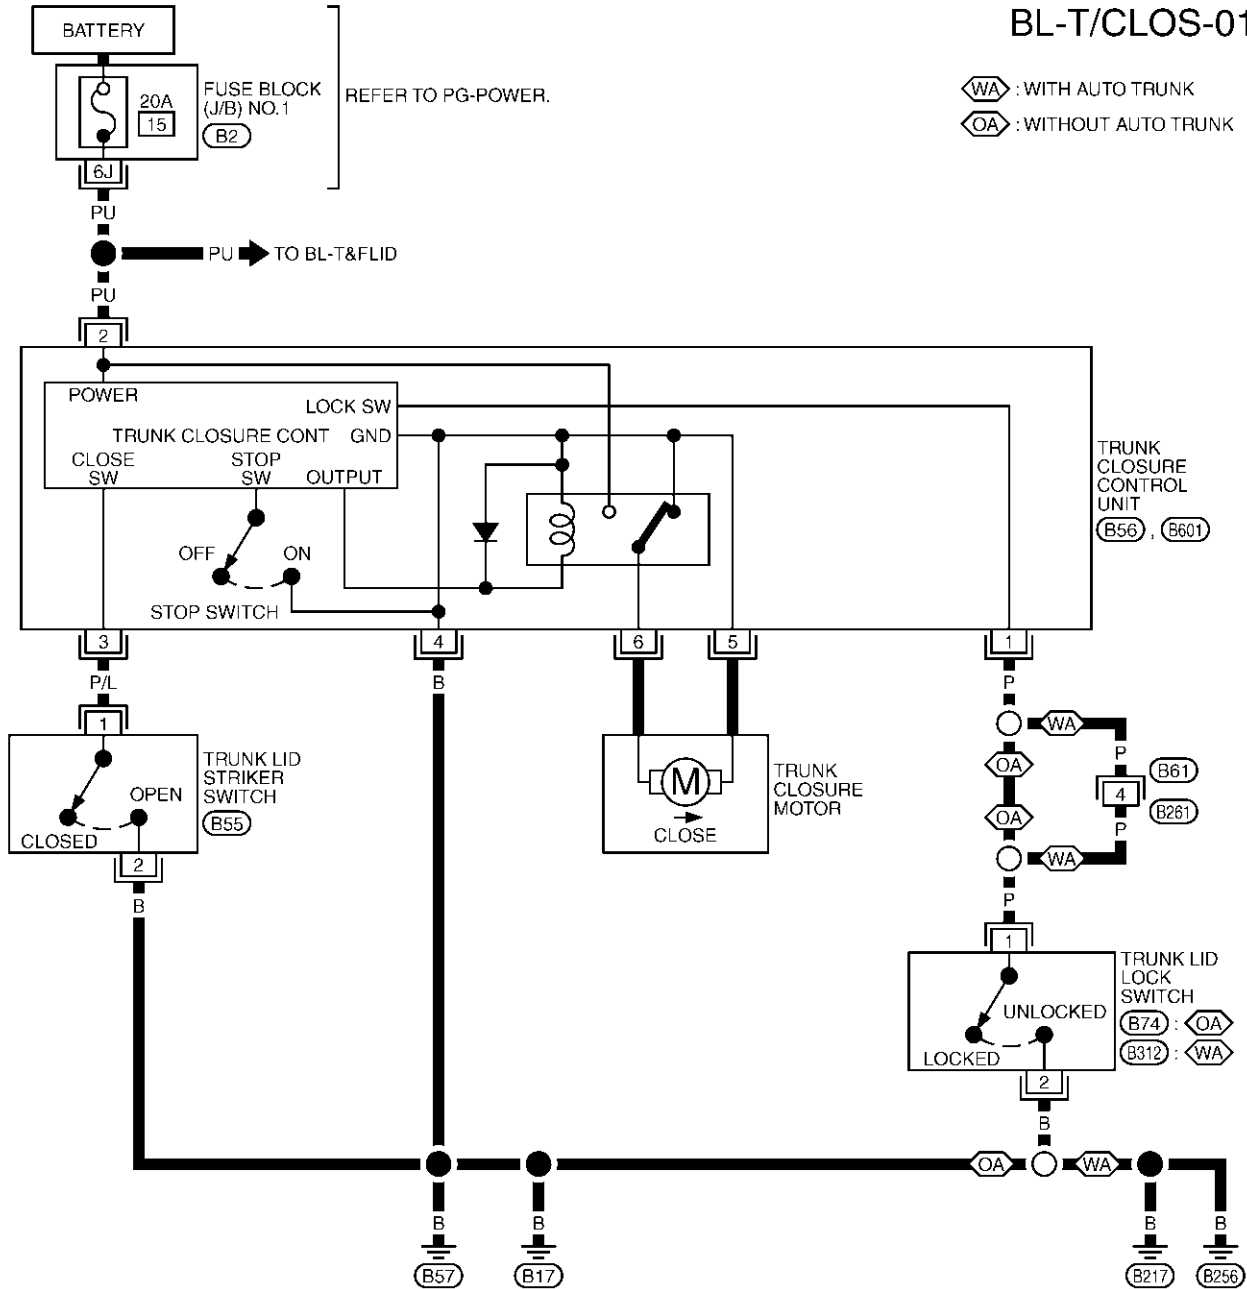 BL-T/CLOS-01
BATTERY
20A
15
FUSE BLOCK
(J/B) NO.1
B2
REFER TO PG-POWER.
WA : WITH AUTO TRUNK
OA : WITHOUT AUTO TRUNK
6J
PU
PU TO BL-T&FLID
PU
2
POWER
LOCK SW
TRUNK CLOSURE CONT GND
CLOSE
SW
STOP
SW
OUTPUT
OFF ON
STOP SWITCH
TRUNK
CLOSURE
CONTROL
UNIT
B56 , B601
3 4 6 5 1
P/L B P
1
TRUNK LID
STRIKER
SWITCH
B55
OPEN
CLOSED
2
B
M
CLOSE
TRUNK
CLOSURE
MOTOR
WA
OA
P
B61
4
B261
OA
P
WA
P
1
TRUNK LID
LOCK
SWITCH
B74 : OA
B312 : WA
UNLOCKED
LOCKED
2
B
OA WA
B B B B
B57 B17 B217 B256